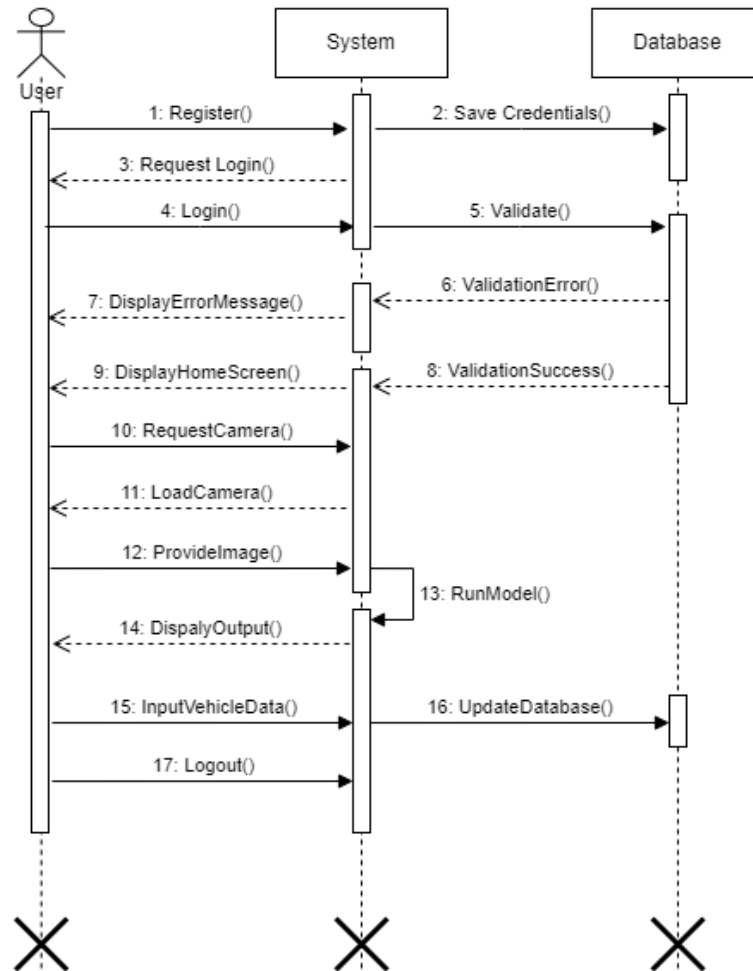 System
Database
User
1: Register()
2: Save Credentials()
3: Request Login()
4: Login()
5: Validate()
6: ValidationError()
7: DisplayErrorMessage()
8: ValidationSuccess()
9: DisplayHomeScreen()
10: RequestCamera()
11: LoadCamera()
12: ProvideImage()
13: RunModel()
14: DispalyOutput()
15: InputVehicleData()
16: UpdateDatabase()
17: Logout()